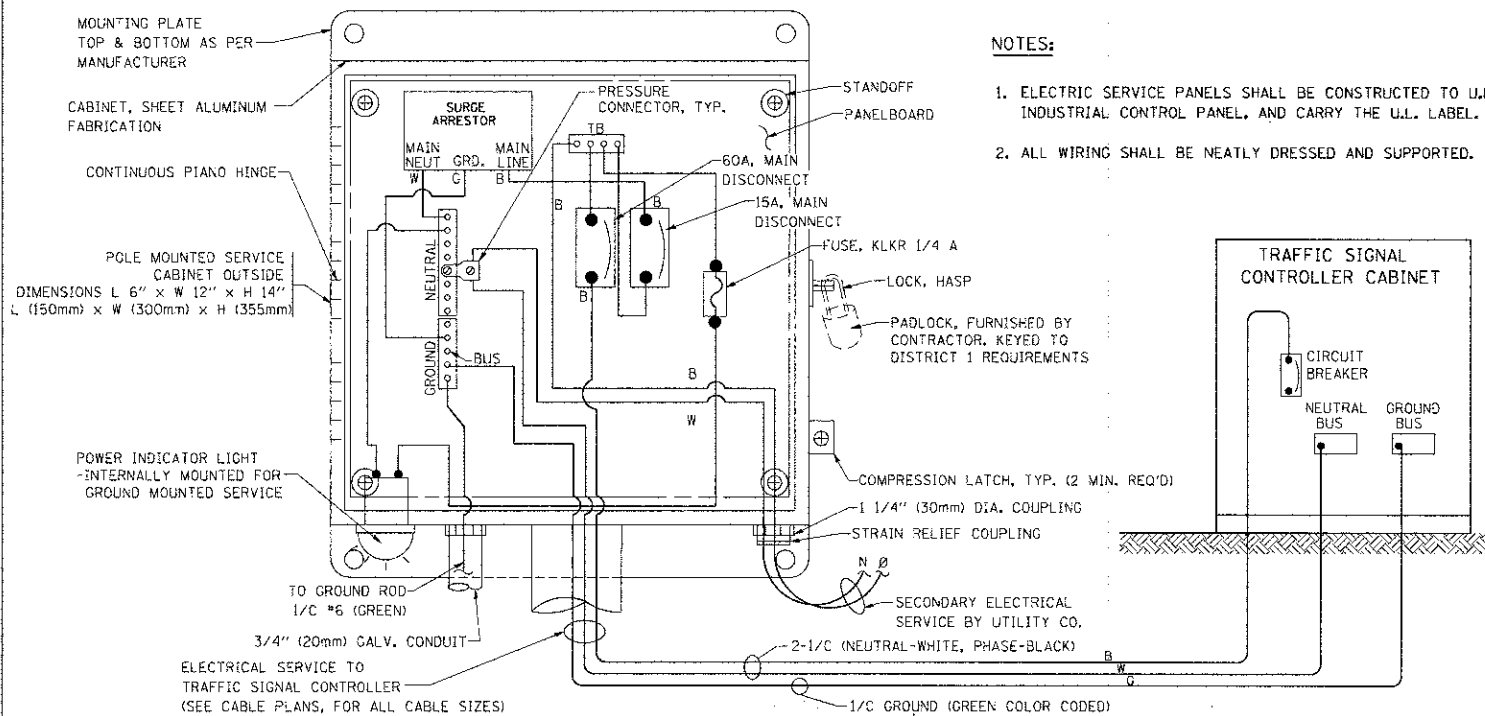 MOUNTING PLATE
TOP & BOTTOM AS PER
MANUFACTURER
CABINET, SHEET ALUMINUM
FABRICATION
CONTINUOUS PIANO HINGE
POLE MOUNTED SERVICE
CABINET OUTSIDE
DIMENSIONS L 6" x W 12" x H 14"
L (150mm) x W (300mm) x H (355mm)
POWER INDICATOR LIGHT
-INTERNALLY MOUNTED FOR
GROUND MOUNTED SERVICE
TO GROUND ROD
1/C #6 (GREEN)
3/4" (20mm) GALV. CONDUIT
ELECTRICAL SERVICE TO
TRAFFIC SIGNAL CONTROLLER
(SEE CABLE PLANS, FOR ALL CABLE SIZES)
SURGE
ARRESTOR
MAIN
NEUT
GRD.
MAIN
LINE
W
G
B
PRESSURE
CONNECTOR, TYP.
TB
STANDOFF
PANELBOARD
60A, MAIN
DISCONNECT
15A, MAIN
DISCONNECT
B
B
B
FUSE, KLKR 1/4 A
NEUTRAL
GROUND
BUS
B
W
LOCK, HASP
PADLOCK, FURNISHED BY
CONTRACTOR, KEYED TO
DISTRICT 1 REQUIREMENTS
COMPRESSION LATCH, TYP. (2 MIN. REQ'D)
1 1/4" (30mm) DIA. COUPLING
STRAIN RELIEF COUPLING
N Ø
SECONDARY ELECTRICAL
SERVICE BY UTILITY CO.
2-1/C (NEUTRAL-WHITE, PHASE-BLACK)
B
W
G
1/C GROUND (GREEN COLOR CODED)
NOTES:
1. ELECTRIC SERVICE PANELS SHALL BE CONSTRUCTED TO U.L
INDUSTRIAL CONTROL PANEL, AND CARRY THE U.L. LABEL.
2. ALL WIRING SHALL BE NEATLY DRESSED AND SUPPORTED.
TRAFFIC SIGNAL
CONTROLLER CABINET
CIRCUIT
BREAKER
NEUTRAL
BUS
GROUND
BUS